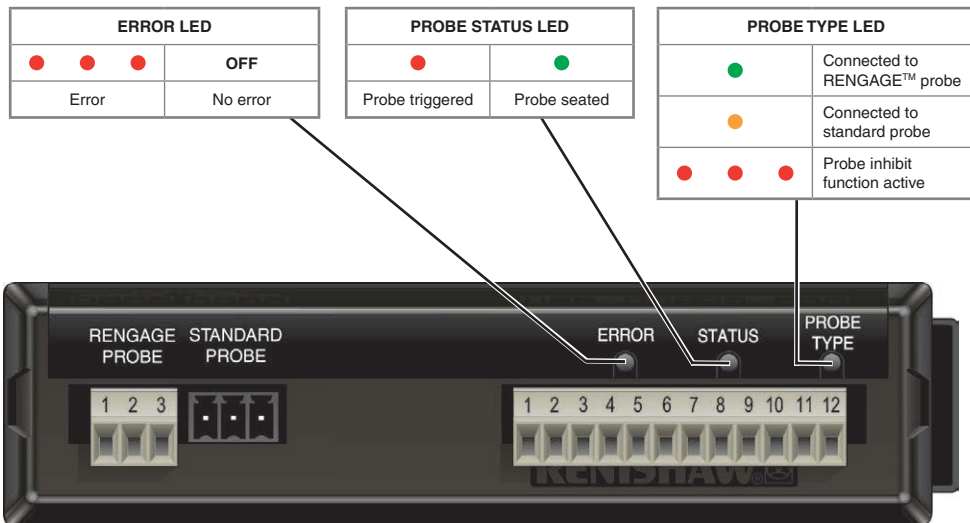 ERROR LED
OFF
Error
No error
PROBE STATUS LED
Probe triggered
Probe seated
PROBE TYPE LED
Connected to
RENGAGE™ probe
Connected to
standard probe
Probe inhibit
function active
RENGAGE
PROBE
STANDARD
PROBE
ERROR
STATUS
PROBE
TYPE
1 2 3
1 2 3 4 5 6 7 8 9 10 11 12
RENISHAW